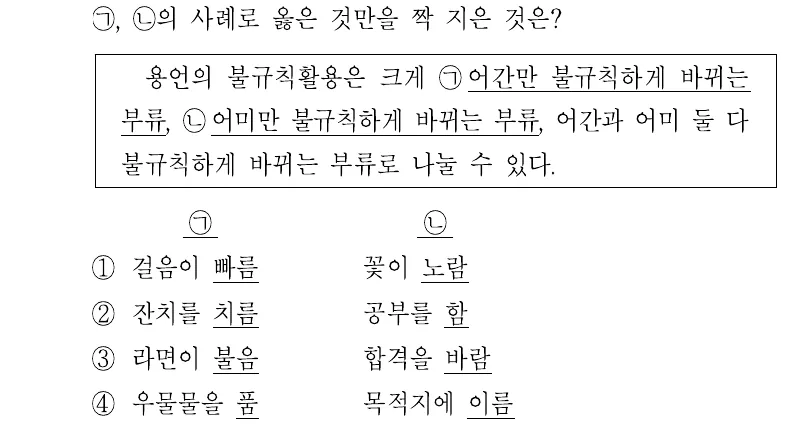 ㉠, ㉡의 사례로 옳은 것만을 짝 지은 것은?
용언의 불규칙활용은 크게 ㉠ 어간만 불규칙하게 바뀌는
부류, ㉡ 어미만 불규칙하게 바뀌는 부류, 어간과 어미 둘 다
불규칙하게 바뀌는 부류로 나눌 수 있다.
㉠ ㉡
① 걸음이 빠름 꽃이 노람
② 잔치를 치름 공부를 함
③ 라면이 불음 합격을 바람
④ 우물물을 품 목적지에 이름